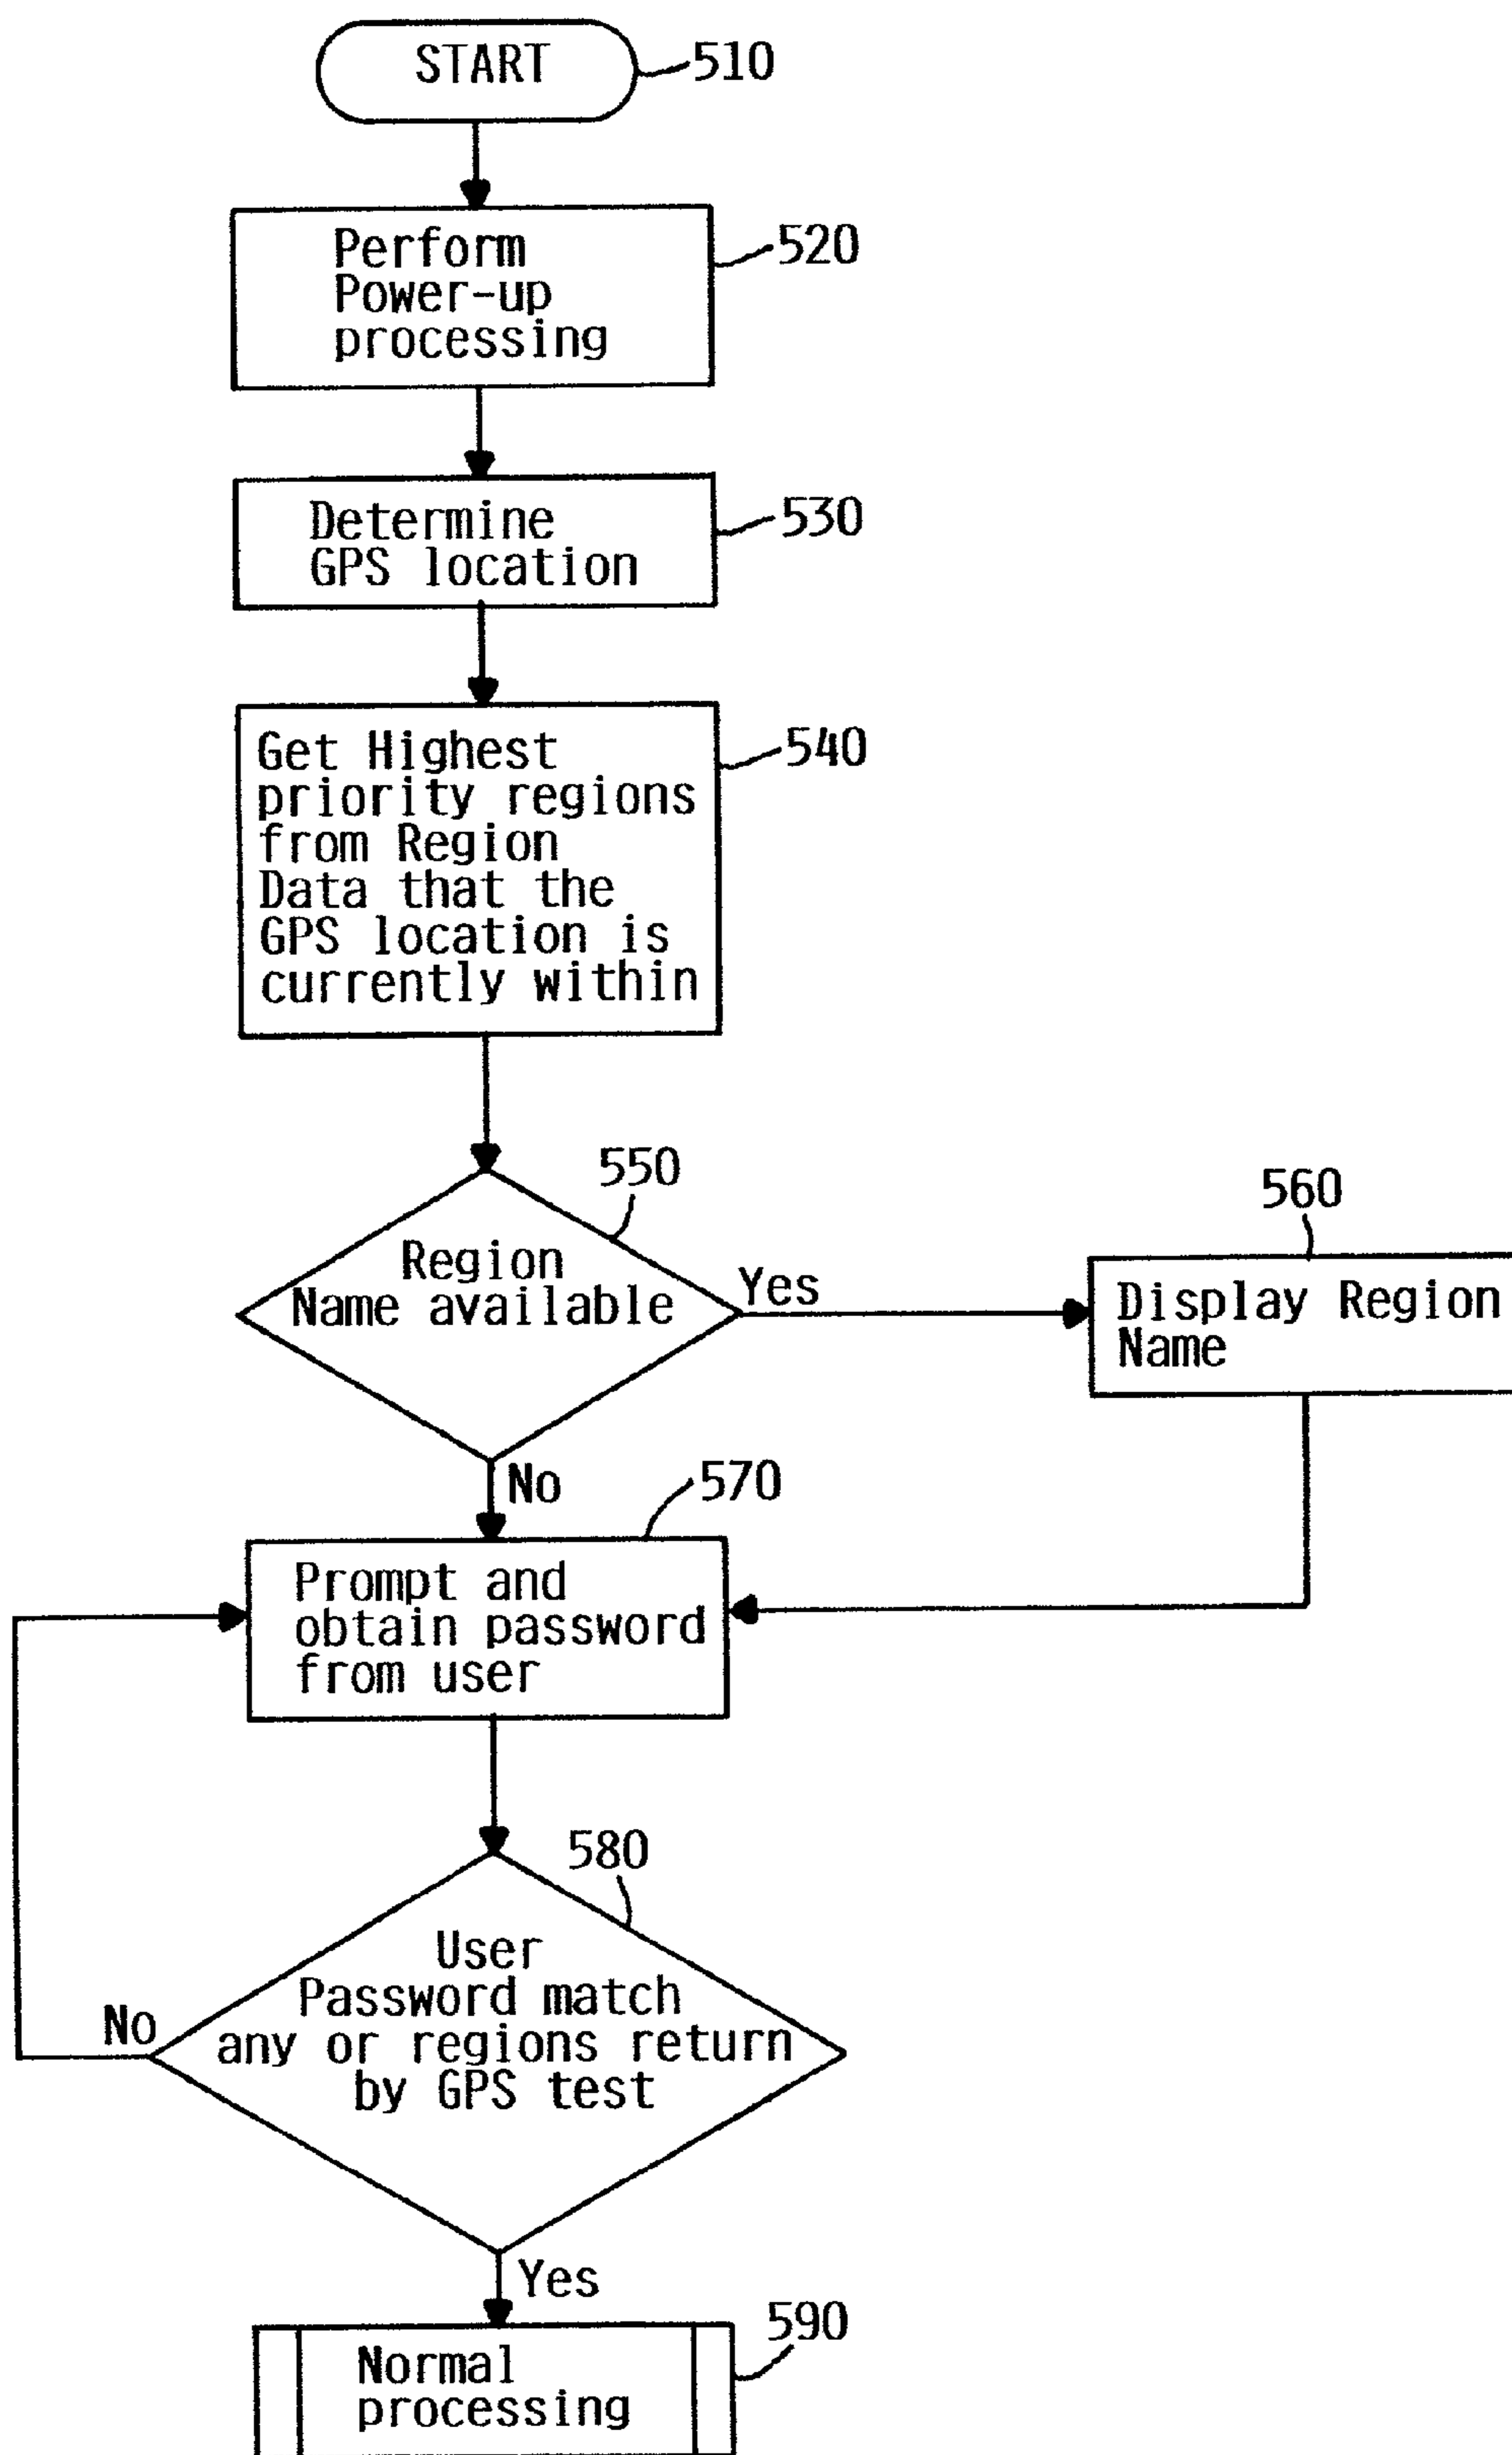 START
510
Perform
Power-up
processing
520
Determine
GPS location
530
Get Highest
priority regions
from Region
Data that the
GPS location is
currently within
540
550
Region
Name available
Yes
560
Display Region
Name
No
570
Prompt and
obtain password
from user
580
User
Password match
any or regions return
by GPS test
No
Yes
590
Normal
processing